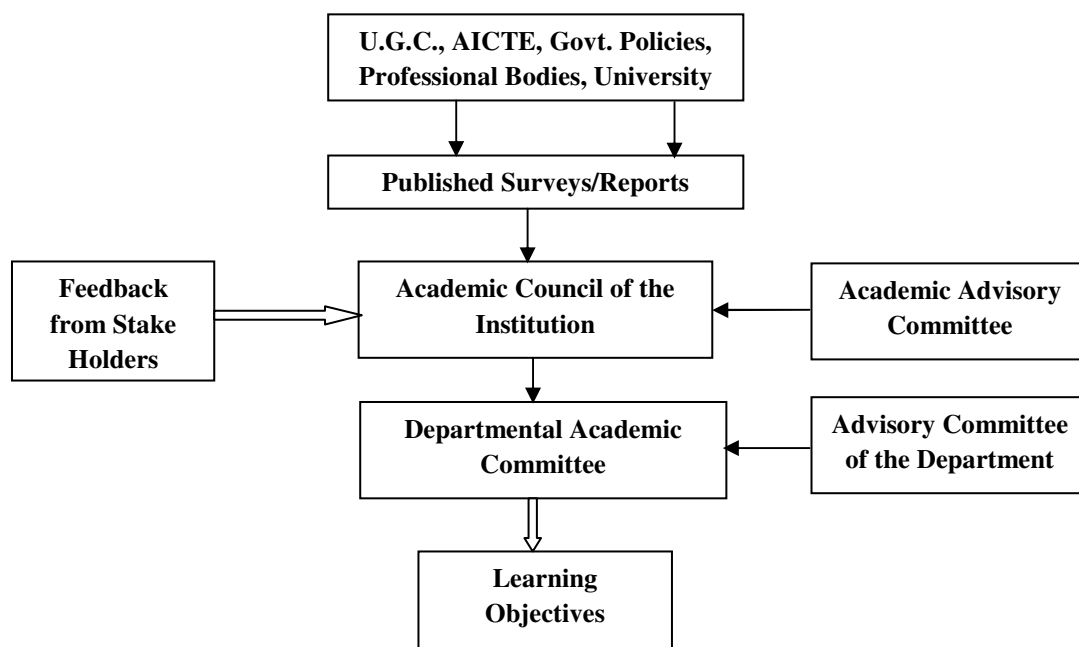 U.G.C., AICTE, Govt. Policies,
Professional Bodies, University
Published Surveys/Reports
Feedback
from Stake
Holders
Academic Council of the
Institution
Academic Advisory
Committee
Departmental Academic
Committee
Advisory Committee
of the Department
Learning
Objectives